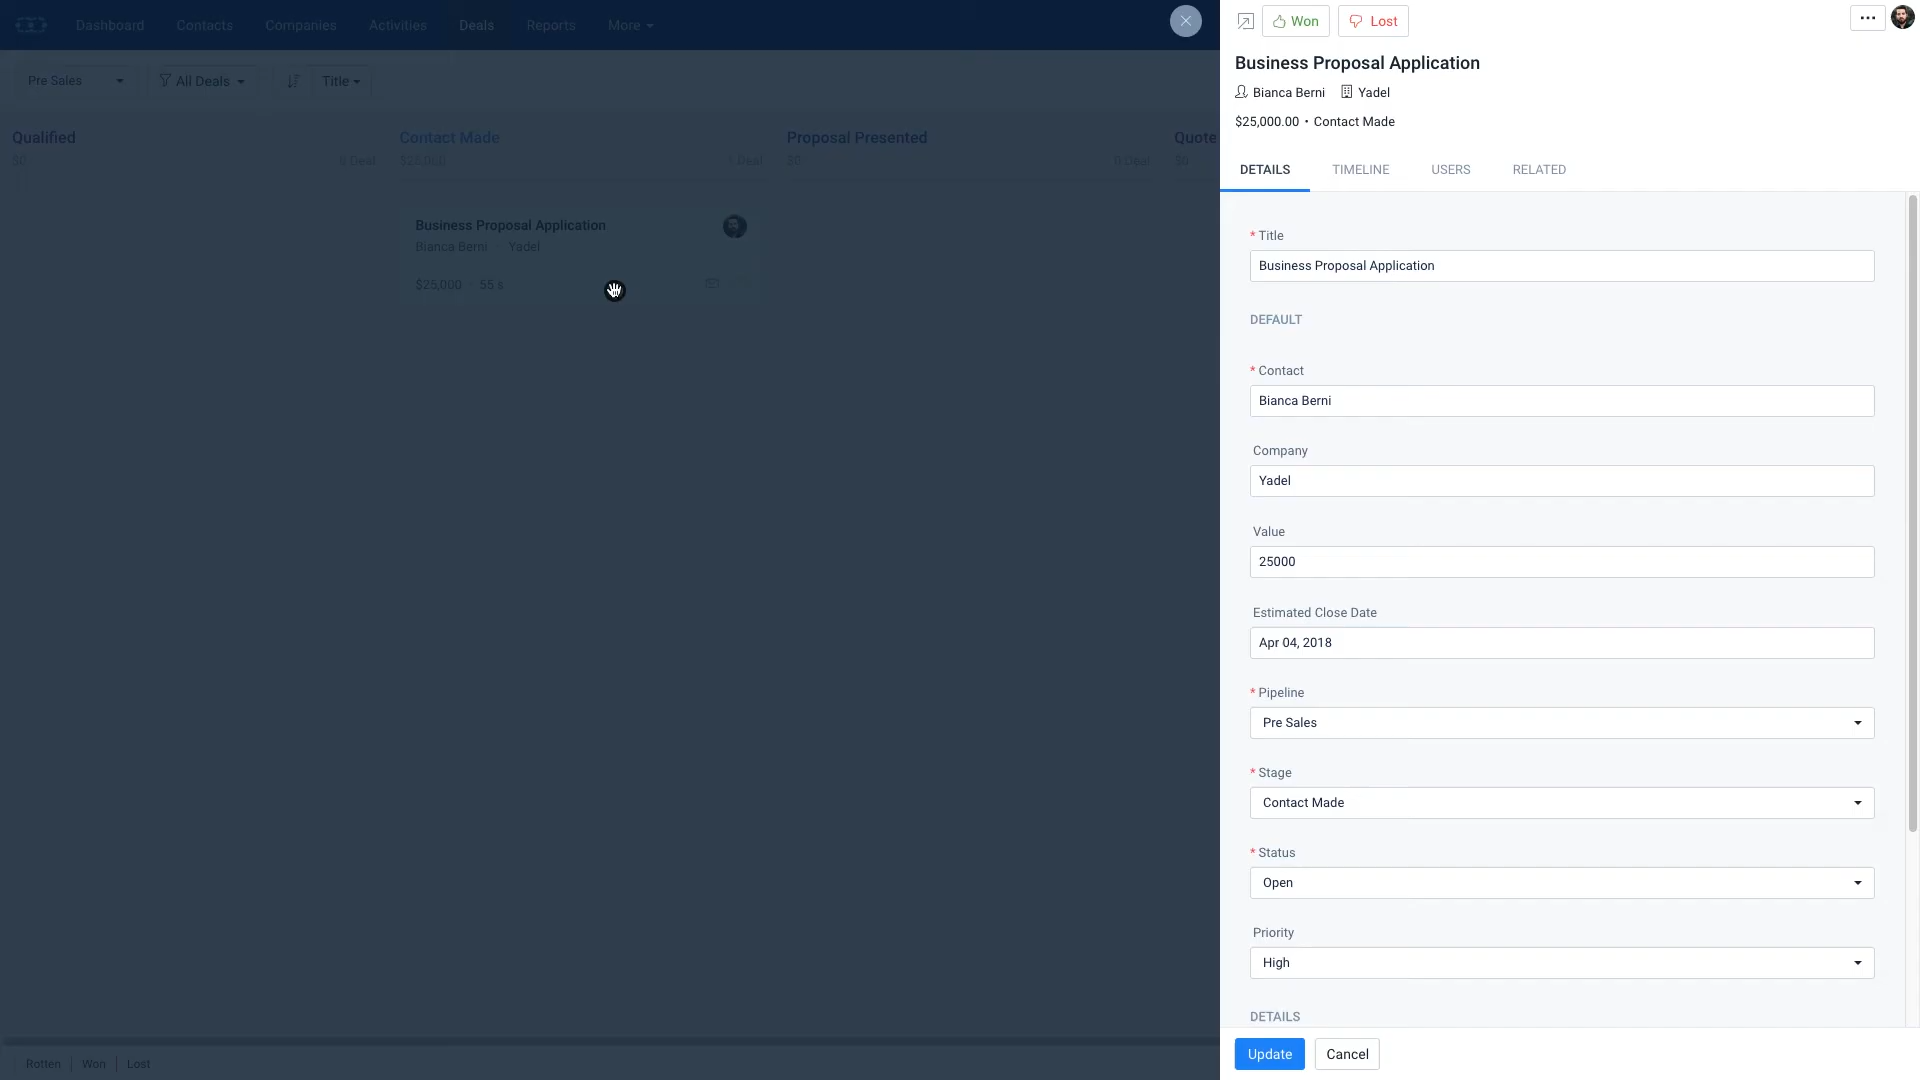 Dashboard Contacts Companies Activities Deals Reports More
Won Lost
Business Proposal Application
Bianca Berni Yadel
$25,000.00 • Contact Made
Pre Sales All Deals Title
Qualified Contact Made Proposal Presented Quote
$0 0 Deal $25,000 1 Deal $0 0 Deal $0
Business Proposal Application
Bianca Berni Yadel
$25,000 55 s
DETAILS TIMELINE USERS RELATED
* Title
Business Proposal Application
DEFAULT
* Contact
Bianca Berni
Company
Yadel
Value
25000
Estimated Close Date
Apr 04, 2018
* Pipeline
Pre Sales
* Stage
Contact Made
* Status
Open
Priority
High
DETAILS
Update Cancel
Rotten Won Lost